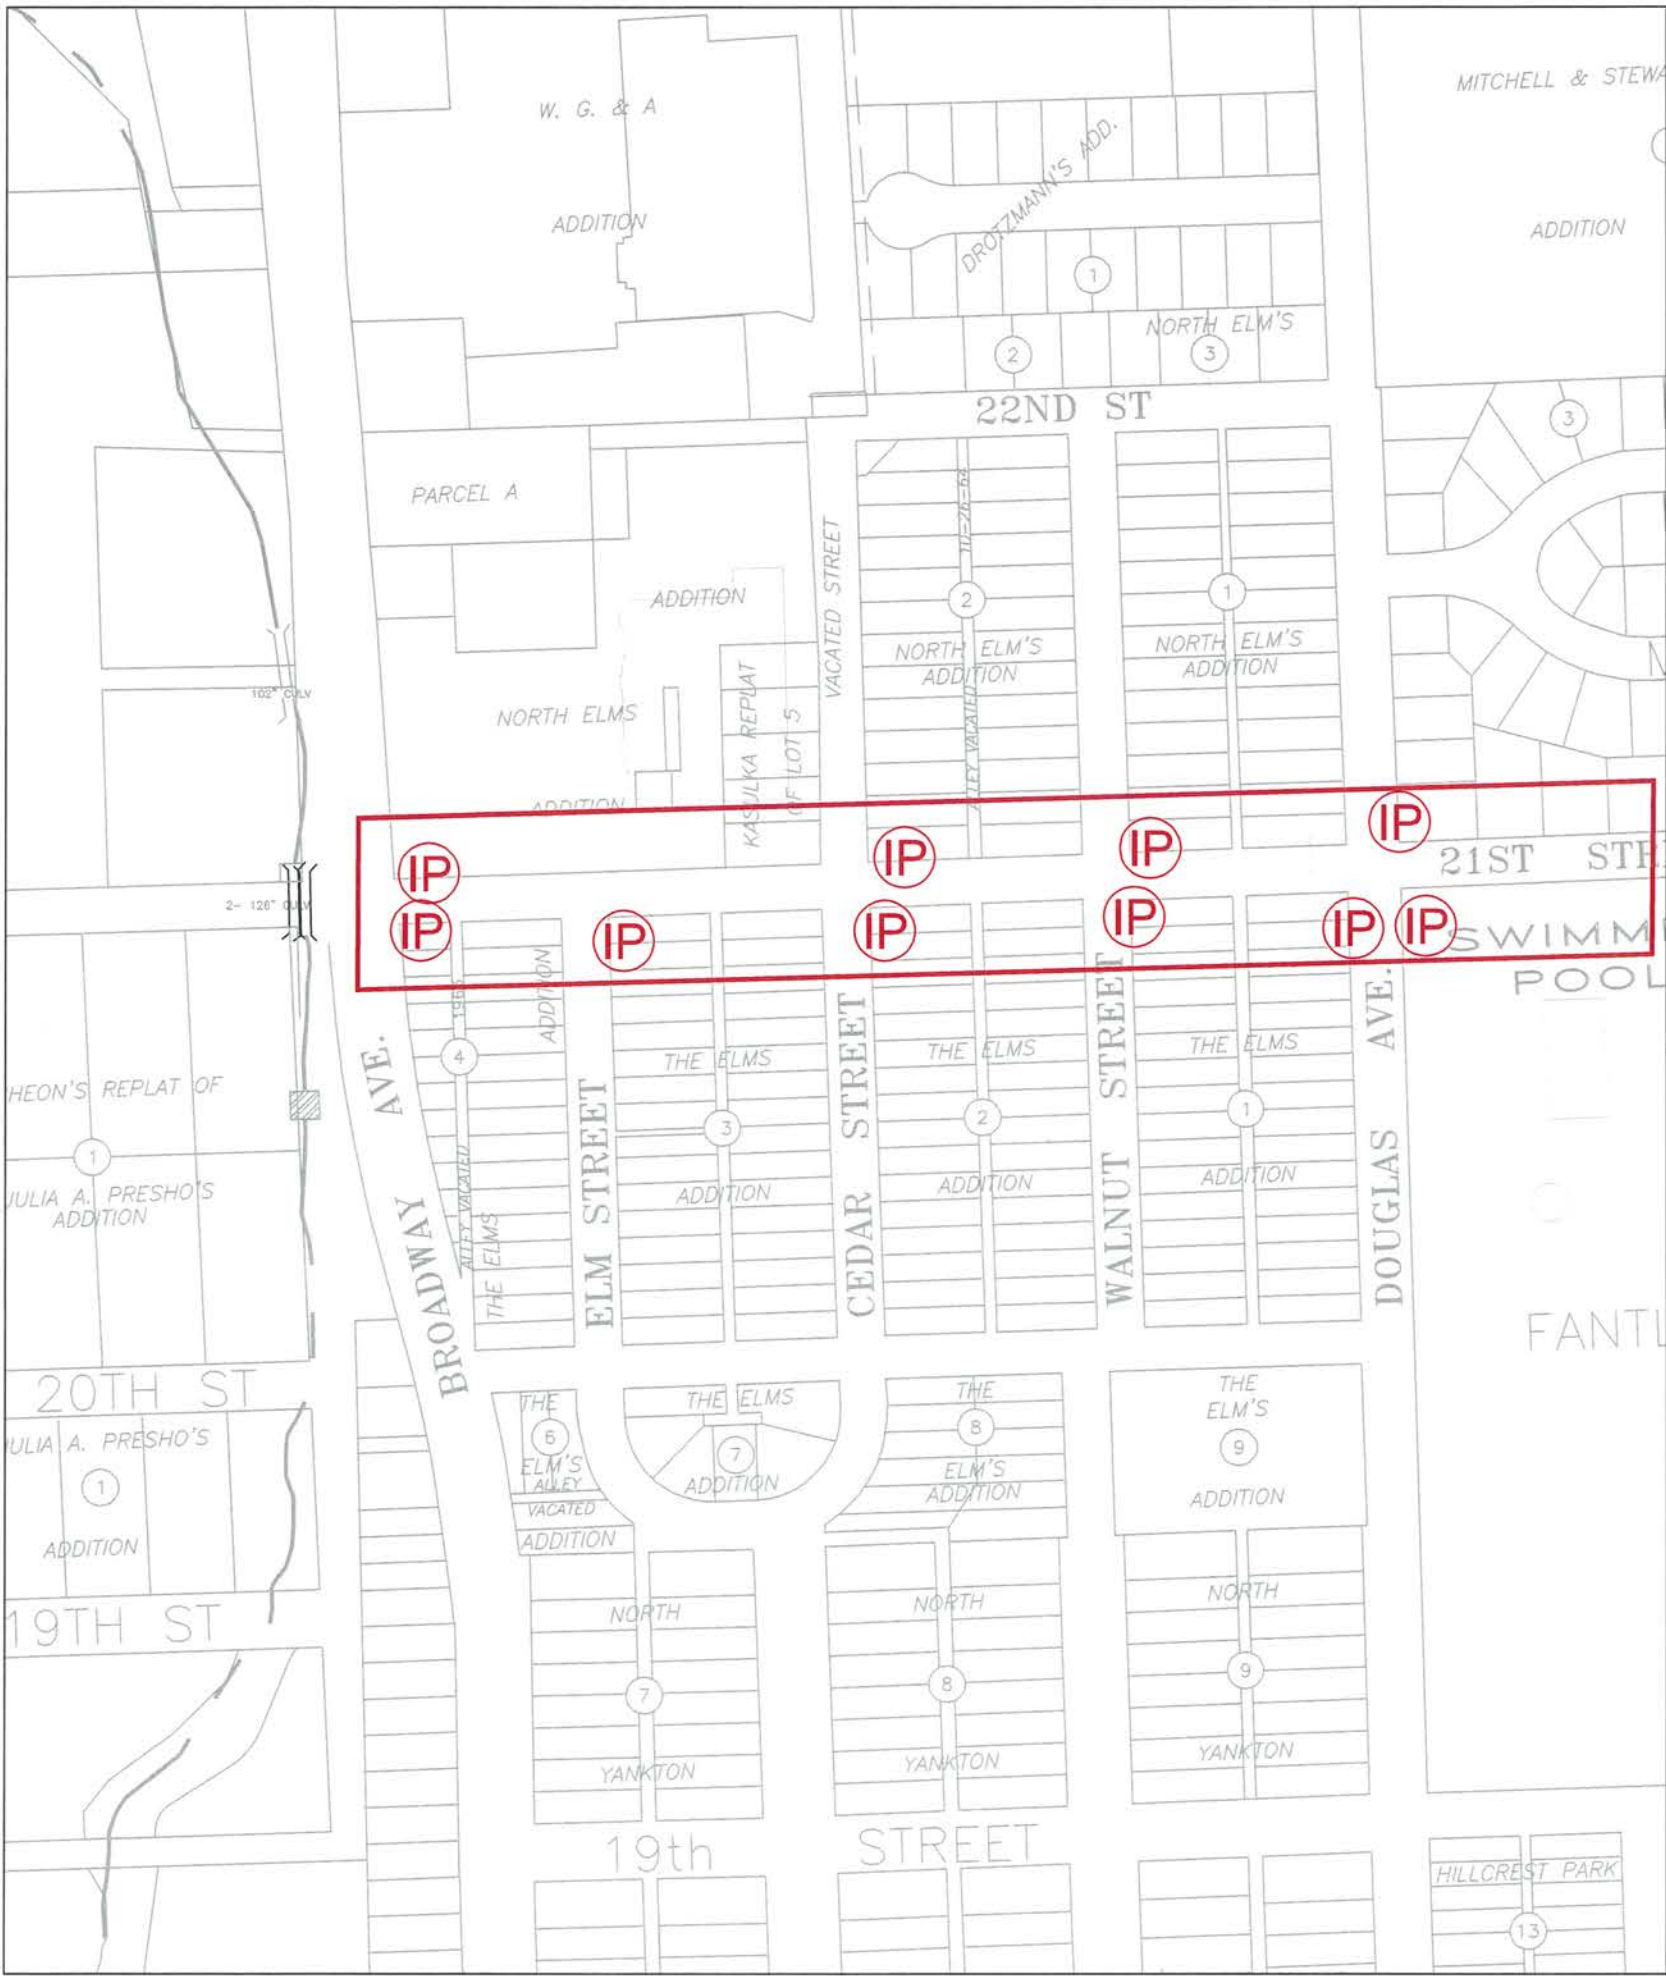 MITCHELL & STEWA
W. G. & A
ADDITION
DROTZMANN'S ADD.
ADDITION
1
NORTH ELM'S
2
3
22ND ST
3
PARCEL A
10-26-64
VACATED STREET
ADDITION
2
1
NORTH ELM'S
ADDITION
NORTH ELM'S
ADDITION
102" CULV
NORTH ELMS
ADDITION
KASULKA REPLAT
OF LOT 5
ALLEY VACATED
IP
IP
IP
IP
21ST STR
2- 126" CULV
IP
IP
IP
IP
IP
IP
SWIMM
POOL
1965
ADDITION
4
THE ELMS
THE ELMS
THE ELMS
HEON'S REPLAT OF
1
3
2
1
JULIA A. PRESHO'S
ADDITION
ADDITION
ADDITION
ADDITION
ALLEY VACATED
THE ELMS
BROADWAY AVE.
ELM STREET
CEDAR STREET
WALNUT STREET
DOUGLAS AVE.
FANTL
20TH ST
THE
6
ELM'S
ALLEY
VACATED
ADDITION
THE ELMS
7
ADDITION
THE
8
ELM'S
ADDITION
THE
ELM'S
9
ADDITION
ULIA A. PRESHO'S
1
ADDITION
19TH ST
NORTH
7
YANKTON
NORTH
8
YANKTON
NORTH
9
YANKTON
19th STREET
HILLCREST PARK
13